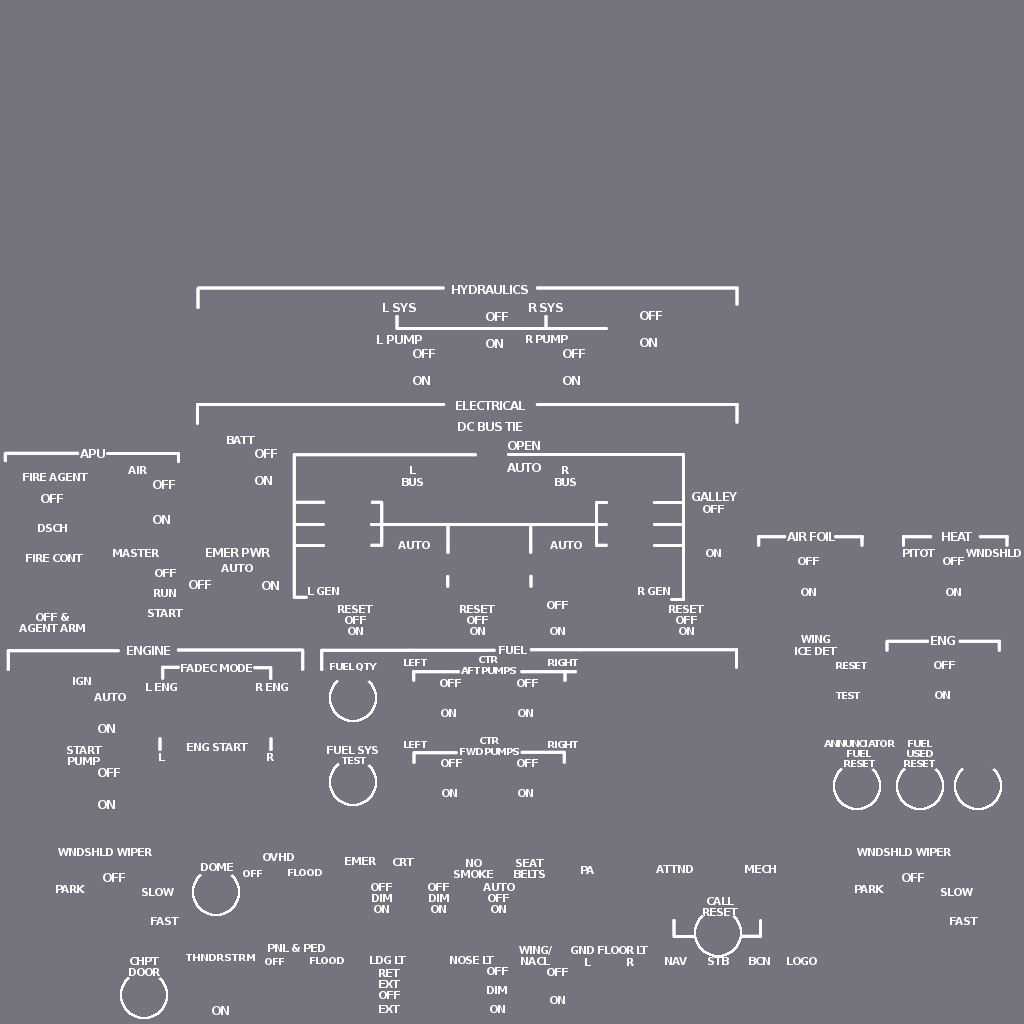 HYDRAULICS
L SYS
R SYS
OFF
OFF
L PUMP
ON
R PUMP
ON
OFF
OFF
ON
ON
ELECTRICAL
DC BUS TIE
BATT
OFF
OPEN
AUTO
L
BUS
R
BUS
ON
GALLEY
OFF
ON
AUTO
AUTO
EMER PWR
AUTO
OFF
ON
L GEN
R GEN
RESET
OFF
ON
RESET
OFF
ON
OFF
ON
RESET
OFF
ON
APU
FIRE AGENT
AIR
OFF
OFF
ON
DSCH
FIRE CONT
MASTER
OFF
RUN
START
OFF &
AGENT ARM
AIR FOIL
OFF
ON
HEAT
PITOT
WNDSHLD
OFF
ON
WING
ICE DET
RESET
TEST
ENG
OFF
ON
ENGINE
FADEC MODE
IGN
L ENG
R ENG
AUTO
ON
START
PUMP
ENG START
L
R
OFF
ON
FUEL
FUEL QTY
LEFT
CTR
RIGHT
AFT PUMPS
OFF
OFF
ON
ON
FUEL SYS
TEST
LEFT
CTR
RIGHT
FWD PUMPS
OFF
OFF
ON
ON
ANNUNCIATOR
FUEL
RESET
FUEL
USED
RESET
WNDSHLD WIPER
OFF
PARK
SLOW
FAST
DOME
OVHD
OFF
FLOOD
EMER
CRT
NO
SMOKE
SEAT
BELTS
OFF
DIM
ON
OFF
DIM
ON
AUTO
OFF
ON
PA
ATTND
MECH
CALL
RESET
WNDSHLD WIPER
OFF
PARK
SLOW
FAST
CHPT
DOOR
THNDRSTRM
ON
PNL & PED
OFF
FLOOD
LDG LT
RET
EXT
OFF
EXT
NOSE LT
OFF
DIM
ON
WING/
NACL
OFF
ON
GND FLOOR LT
L
R
NAV
STB
BCN
LOGO